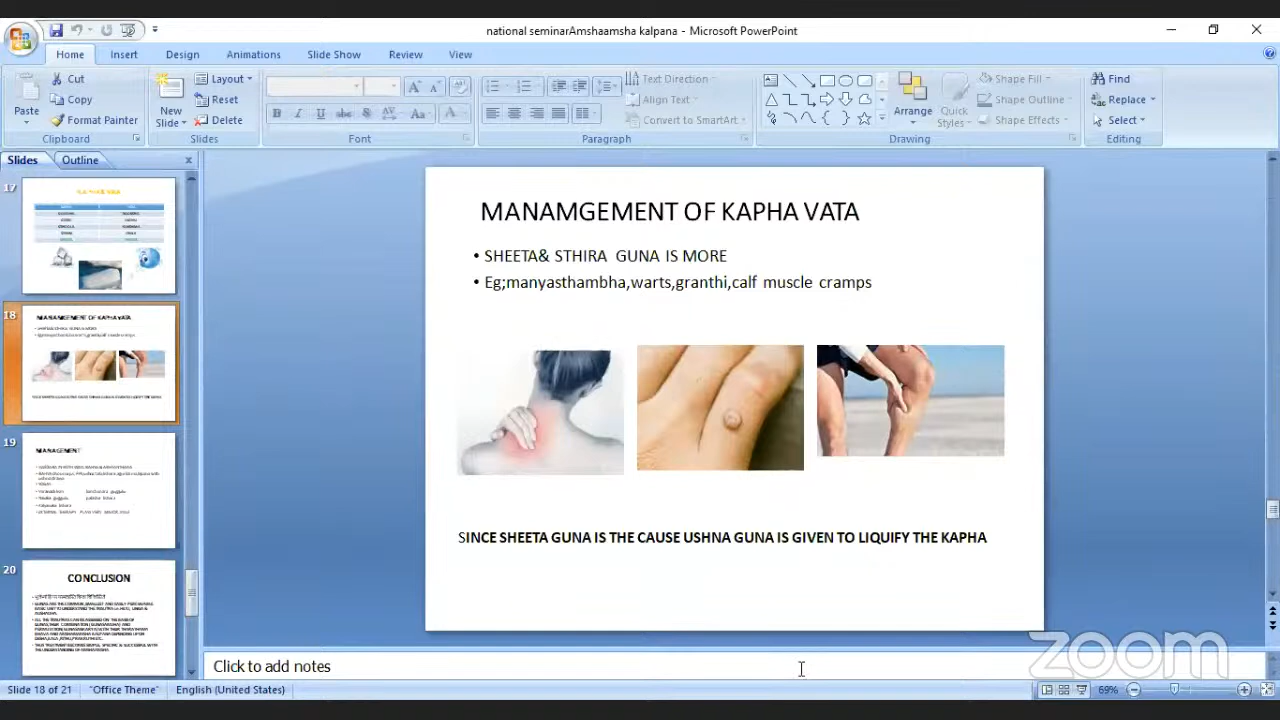 national seminarAmshaamsha kalpana - Microsoft PowerPoint
Home Insert Design Animations Slide Show Review View
Cut
Copy
Format Painter
Paste
Clipboard
New
Slide
Layout
Reset
Delete
Slides
Font
Text Direction
Align Text
Convert to SmartArt
Paragraph
Arrange
Quick
Styles
Shape Fill
Shape Outline
Shape Effects
Drawing
Find
Replace
Select
Editing
Slides Outline
17
18
MANAMGEMENT OF KAPHA VATA
19
MANAGEMENT
20
CONCLUSION
MANAMGEMENT OF KAPHA VATA
• SHEETA& STHIRA GUNA IS MORE
• Eg;manyasthambha,warts,granthi,calf muscle cramps
SINCE SHEETA GUNA IS THE CAUSE USHNA GUNA IS GIVEN TO LIQUIFY THE KAPHA
Click to add notes
zoom
Slide 18 of 21 "Office Theme" English (United States) 69%